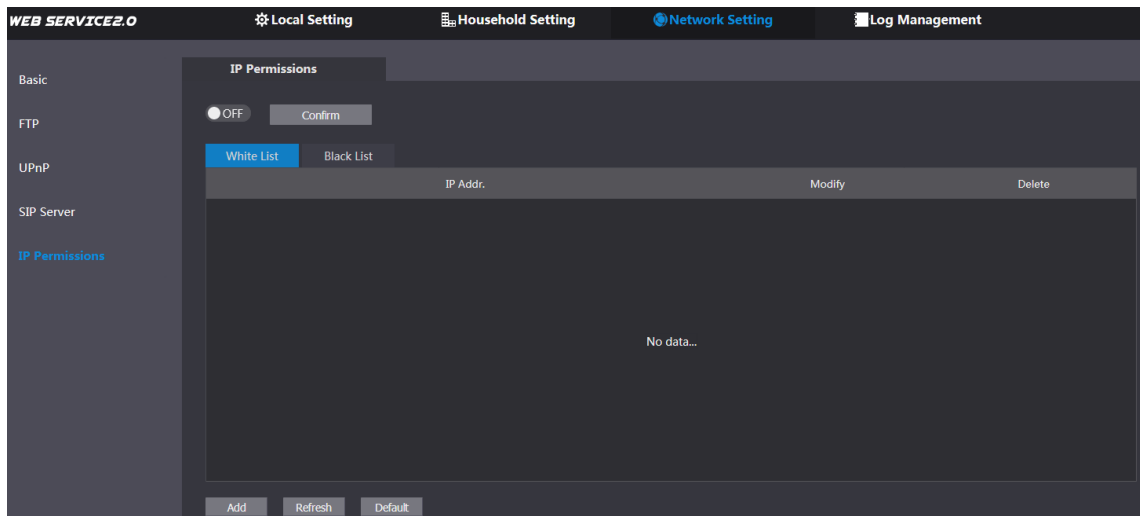 WEB SERVICE2.0 Local Setting Household Setting Network Setting Log Management
IP Permissions
Basic
OFF Confirm
FTP
White List Black List
UPnP
IP Addr. Modify Delete
SIP Server
IP Permissions
No data...
Add Refresh Default